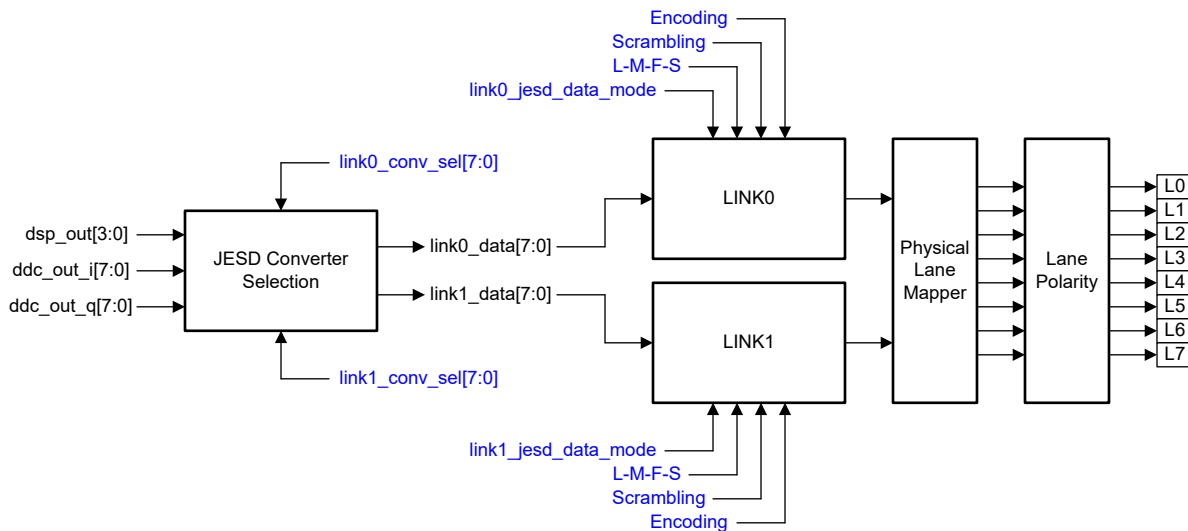 Encoding
Scrambling
L-M-F-S
link0_jesd_data_mode
link0_conv_sel[7:0]
dsp_out[3:0]
ddc_out_i[7:0]
ddc_out_q[7:0]
JESD Converter
Selection
link0_data[7:0]
link1_data[7:0]
link1_conv_sel[7:0]
LINK0
LINK1
link1_jesd_data_mode
L-M-F-S
Scrambling
Encoding
Physical
Lane
Mapper
Lane
Polarity
L0
L1
L2
L3
L4
L5
L6
L7